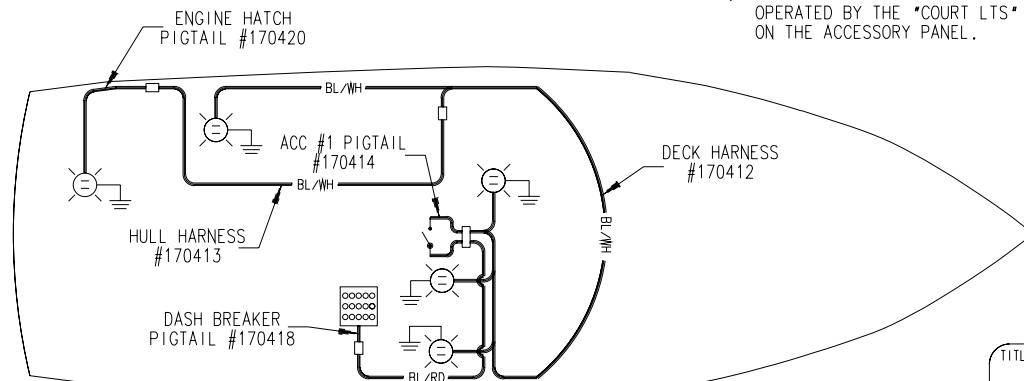 OPERATED BY THE "COURT LTS"
ON THE ACCESSORY PANEL.
ENGINE HATCH
PIGTAIL #170420
BL/WH
ACC #1 PIGTAIL
#170414
DECK HARNESS
#170412
BL/WH
BL/WH
HULL HARNESS
#170413
DASH BREAKER
PIGTAIL #170418
BL/RD